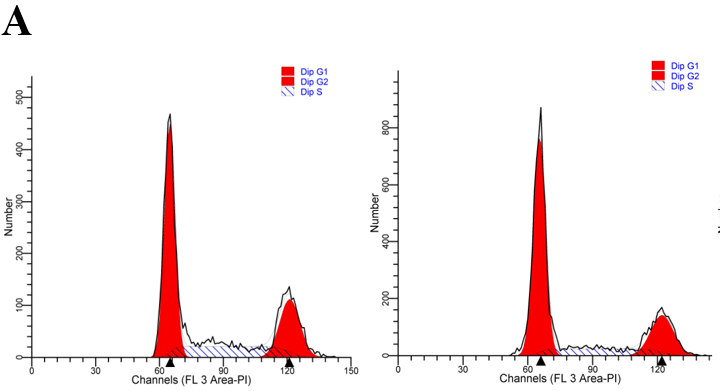 A
Dip G1
Dip G2
Dip S
Number
0
100
200
300
400
500
0
30
60
90
120
150
Channels (FL 3 Area-PI)
Dip G1
Dip G2
Dip S
Number
0
200
400
600
800
0
30
60
90
120
Channels (FL 3 Area-PI)